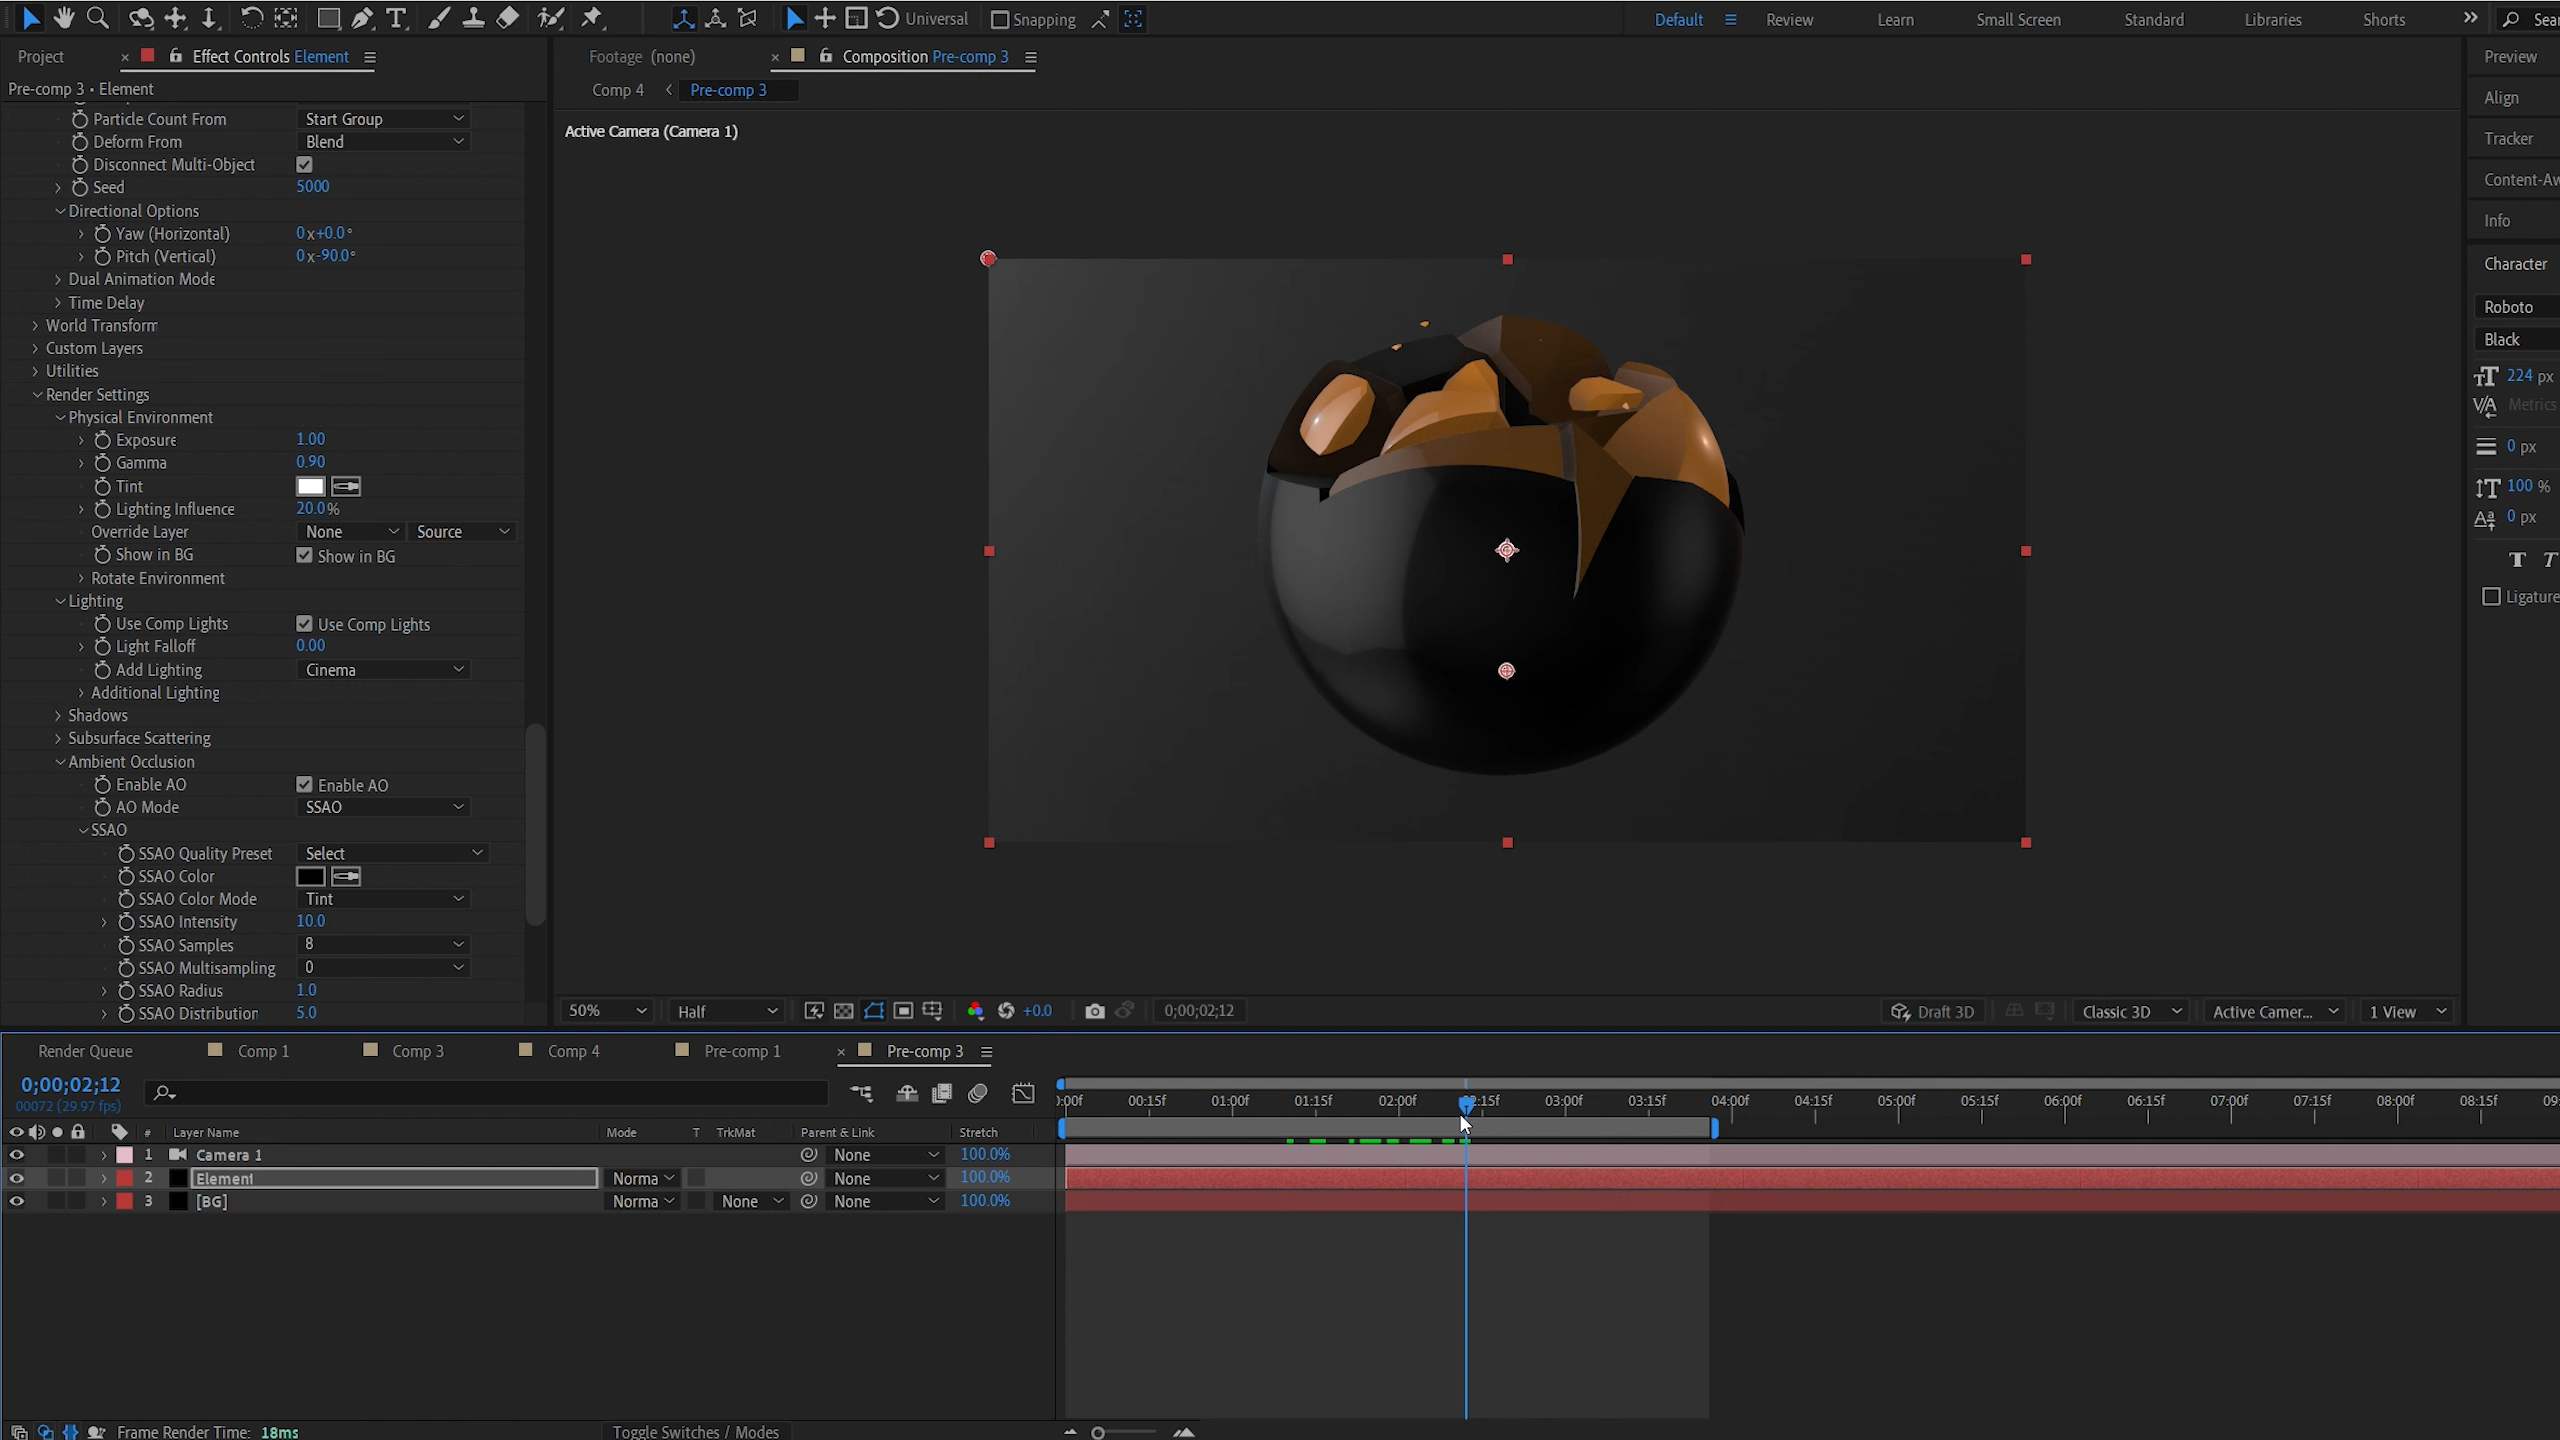 Universal Snapping Default Review Learn Small Screen Standard Libraries Shorts Sea
Project Effect Controls Element Footage (none) Composition Pre-comp 3 Preview
Pre-comp 3 • Element Comp 4 Pre-comp 3
Align
Particle Count From Start Group
Active Camera (Camera 1)
Deform From Blend Tracker
Disconnect Multi-Object
Content-Aw
Seed 5000
Directional Options
Info
Yaw (Horizontal) 0x+0.0°
Pitch (Vertical) 0x-90.0° Character
Dual Animation Mode
Time Delay Roboto
World Transform
Black
Custom Layers
Utilities 224 px
Render Settings
Metrics
Physical Environment
Exposure 1.00 0 px
Gamma 0.90
Tint 100 %
Lighting Influence 20.0% 0 px
Override Layer None Source
Show in BG Show in BG
Rotate Environment
Lighting Ligature
Use Comp Lights Use Comp Lights
Light Falloff 0.00
Add Lighting Cinema
Additional Lighting
Shadows
Subsurface Scattering
Ambient Occlusion
Enable AO Enable AO
AO Mode SSAO
SSAO
SSAO Quality Preset Select
SSAO Color
SSAO Color Mode Tint
SSAO Intensity 10.0
SSAO Samples 8
SSAO Multisampling 0
SSAO Radius 1.0
SSAO Distribution 5.0
50% Half +0.0 0;00;02;12 Draft 3D Classic 3D Active Camer... 1 View
Render Queue Comp 1 Comp 3 Comp 4 Pre-comp 1 Pre-comp 3
0;00;02;12
00072 (29.97 fps)
):00f 00:15f 01:00f 01:15f 02:00f 02:15f 03:00f 03:15f 04:00f 04:15f 05:00f 05:15f 06:00f 06:15f 07:00f 07:15f 08:00f 08:15f 09:
# Layer Name Mode T TrkMat Parent & Link Stretch
1 Camera 1 None 100.0%
2 Element Norma None 100.0%
3 [BG] Norma None None 100.0%
Frame Render Time: 18ms Toggle Switches / Modes